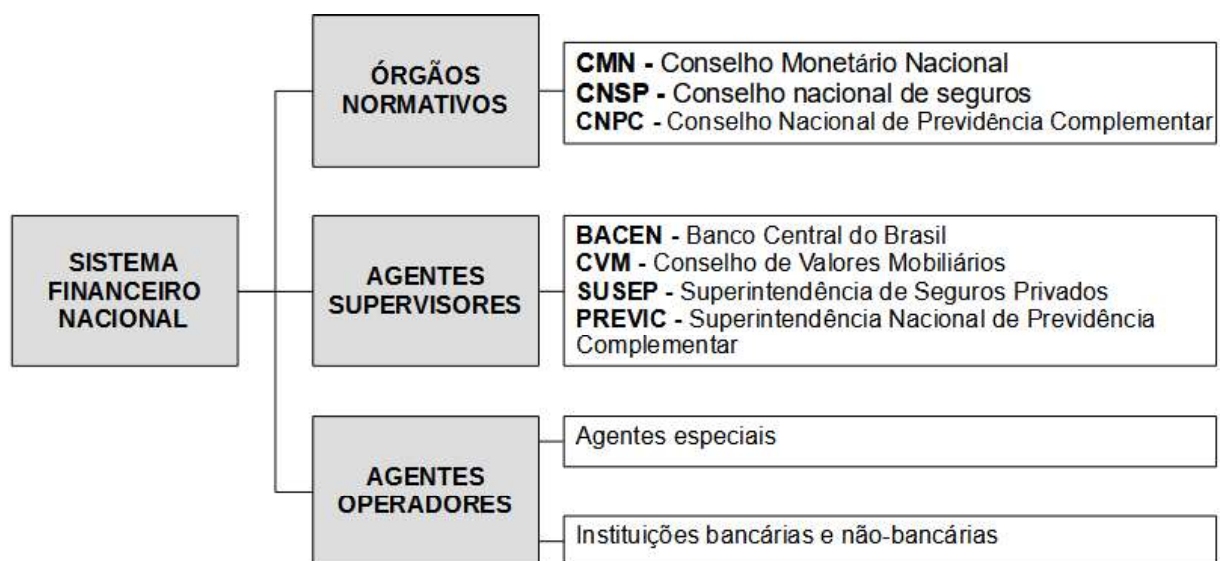 ÓRGÃOS
NORMATIVOS
CMN - Conselho Monetário Nacional
CNSP - Conselho nacional de seguros
CNPC - Conselho Nacional de Previdência Complementar
SISTEMA
FINANCEIRO
NACIONAL
AGENTES
SUPERVISORES
BACEN - Banco Central do Brasil
CVM - Conselho de Valores Mobiliários
SUSEP - Superintendência de Seguros Privados
PREVIC - Superintendência Nacional de Previdência
Complementar
AGENTES
OPERADORES
Agentes especiais
Instituições bancárias e não-bancárias